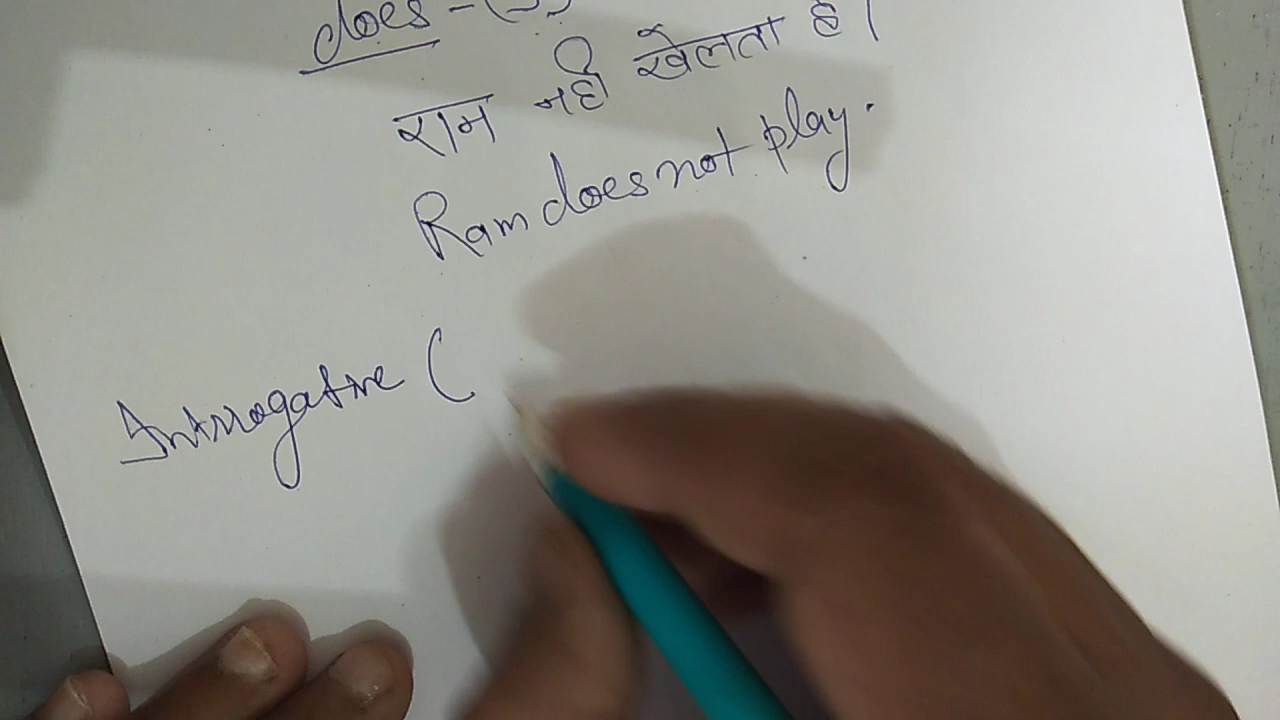 does - (S)
राम नही खेलता है।
Ram does not play.
Intrrogative (